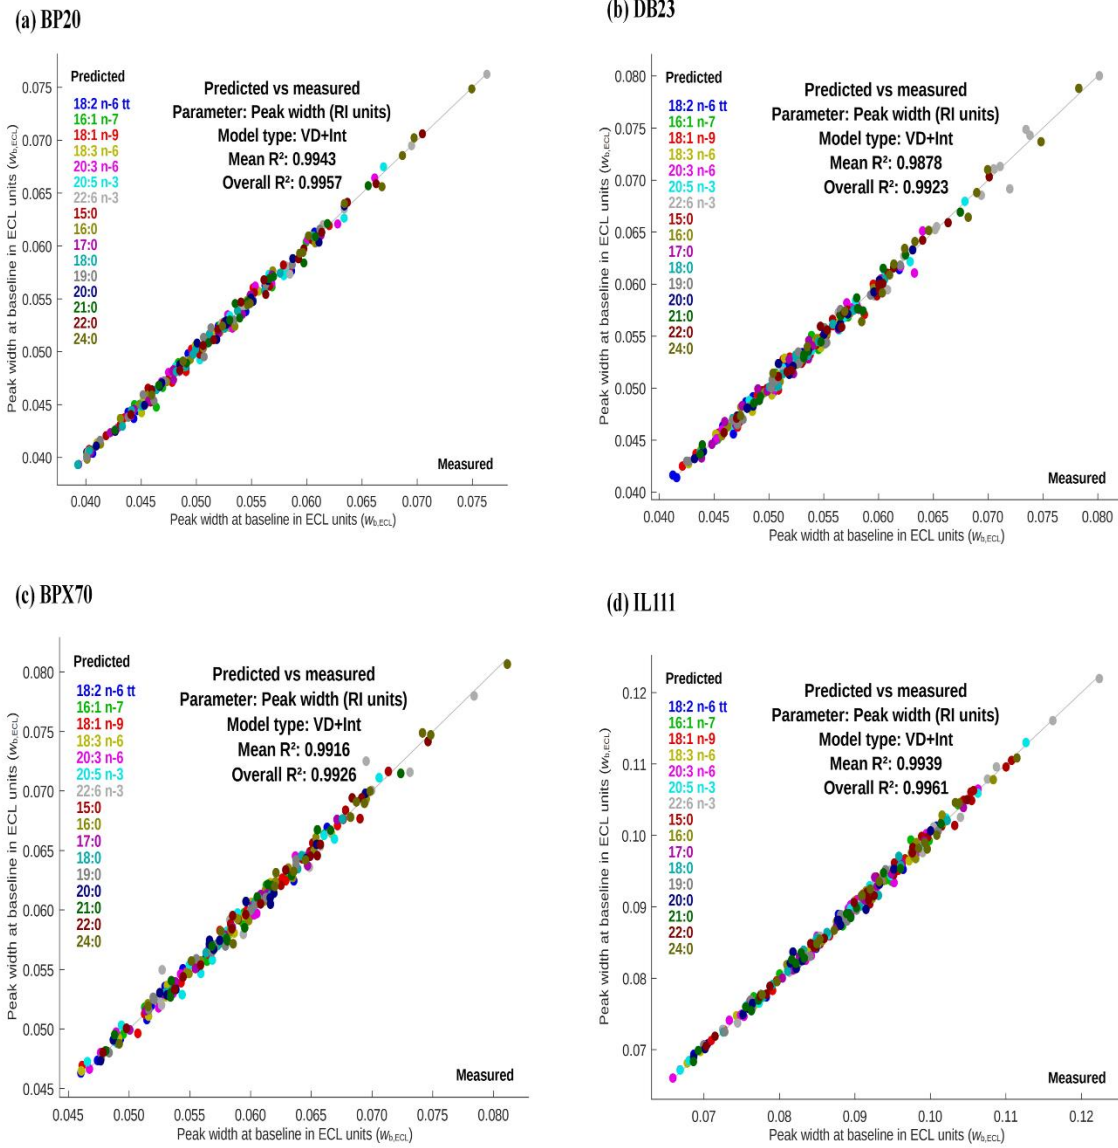 (a) BP20
Predicted
18:2 n-6 tt
16:1 n-7
18:1 n-9
18:3 n-6
20:3 n-6
20:5 n-3
22:6 n-3
15:0
16:0
17:0
18:0
19:0
20:0
21:0
22:0
24:0
Predicted vs measured
Parameter: Peak width (RI units)
Model type: VD+Int
Mean R²: 0.9943
Overall R²: 0.9957
Measured
Peak width at baseline in ECL units (wb,ECL)
0.075
0.070
0.065
0.060
0.055
0.050
0.045
0.040
0.040 0.045 0.050 0.055 0.060 0.065 0.070 0.075
Peak width at baseline in ECL units (wb,ECL)
(b) DB23
Predicted
18:2 n-6 tt
16:1 n-7
18:1 n-9
18:3 n-6
20:3 n-6
20:5 n-3
22:6 n-3
15:0
16:0
17:0
18:0
19:0
20:0
21:0
22:0
24:0
Predicted vs measured
Parameter: Peak width (RI units)
Model type: VD+Int
Mean R²: 0.9878
Overall R²: 0.9923
Measured
Peak width at baseline in ECL units (wb,ECL)
0.080
0.075
0.070
0.065
0.060
0.055
0.050
0.045
0.040
0.040 0.045 0.050 0.055 0.060 0.065 0.070 0.075 0.080
Peak width at baseline in ECL units (wb,ECL)
(c) BPX70
Predicted
18:2 n-6 tt
16:1 n-7
18:1 n-9
18:3 n-6
20:3 n-6
20:5 n-3
22:6 n-3
15:0
16:0
17:0
18:0
19:0
20:0
21:0
22:0
24:0
Predicted vs measured
Parameter: Peak width (RI units)
Model type: VD+Int
Mean R²: 0.9916
Overall R²: 0.9926
Measured
Peak width at baseline in ECL units (wb,ECL)
0.080
0.075
0.070
0.065
0.060
0.055
0.050
0.045
0.045 0.050 0.055 0.060 0.065 0.070 0.075 0.080
Peak width at baseline in ECL units (wb,ECL)
(d) IL111
Predicted
18:2 n-6 tt
16:1 n-7
18:1 n-9
18:3 n-6
20:3 n-6
20:5 n-3
22:6 n-3
15:0
16:0
17:0
18:0
19:0
20:0
21:0
22:0
24:0
Predicted vs measured
Parameter: Peak width (RI units)
Model type: VD+Int
Mean R²: 0.9939
Overall R²: 0.9961
Measured
Peak width at baseline in ECL units (wb,ECL)
0.12
0.11
0.10
0.09
0.08
0.07
0.07 0.08 0.09 0.10 0.11 0.12
Peak width at baseline in ECL units (wb,ECL)